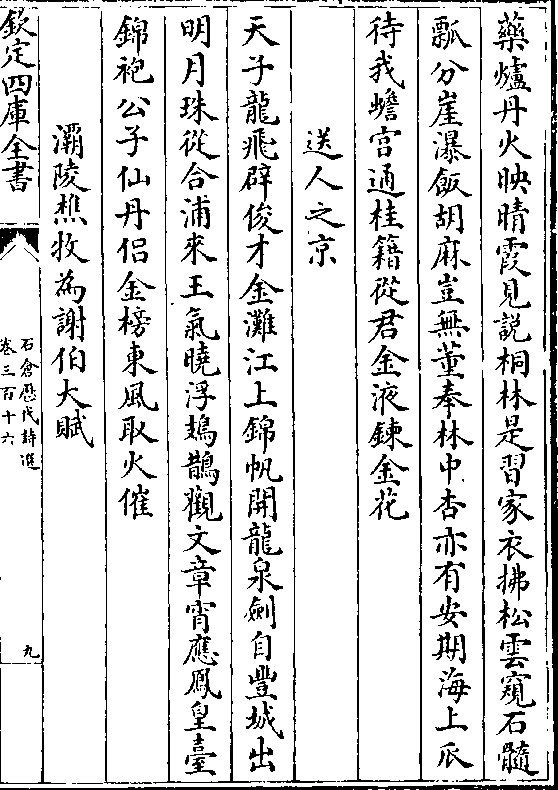 藥爐丹火映晴霞見説桐林是習家衣拂松雲窺石髓
瓢分崖瀑飯胡麻豈無董奉林中杏亦有安期海上瓜
待我蟾宫通桂籍從君金液鍊金花
送人之京
天子龍飛辟俊才金灘江上錦帆開龍泉劍自豐城出
明月珠從合浦來王氣曉浮鳷鵲觀文章宵應鳳皇臺
錦袍公子仙丹侣金榜東風取火催
灞陵樵牧為謝伯大賦
欽定四庫全書
石倉歴代詩選
卷三百十六
九